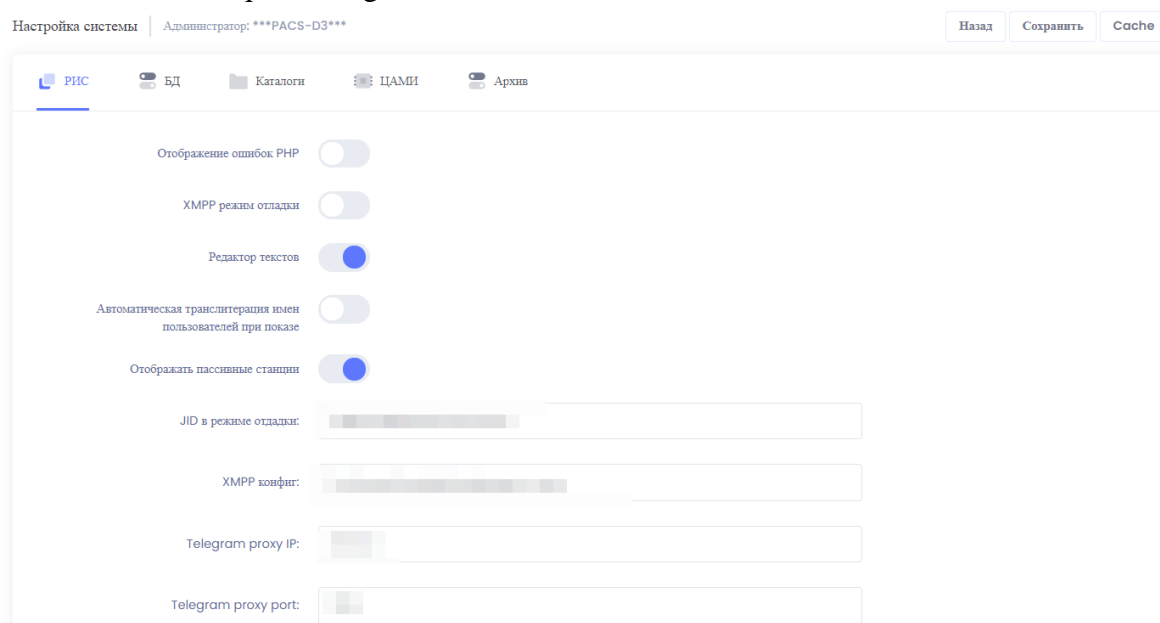 Настройка системы Администратор: ***PACS-D3*** Назад Сохранить Cache
РИС БД Каталоги ЦАМИ Архив
Отображение ошибок PHP
XMPP режим отладки
Редактор текстов
Автоматическая транслитерация имен
пользователей при показе
Отображать пассивные станции
JID в режиме отдадки:
XMPP конфиг:
Telegram proxy IP:
Telegram proxy port: